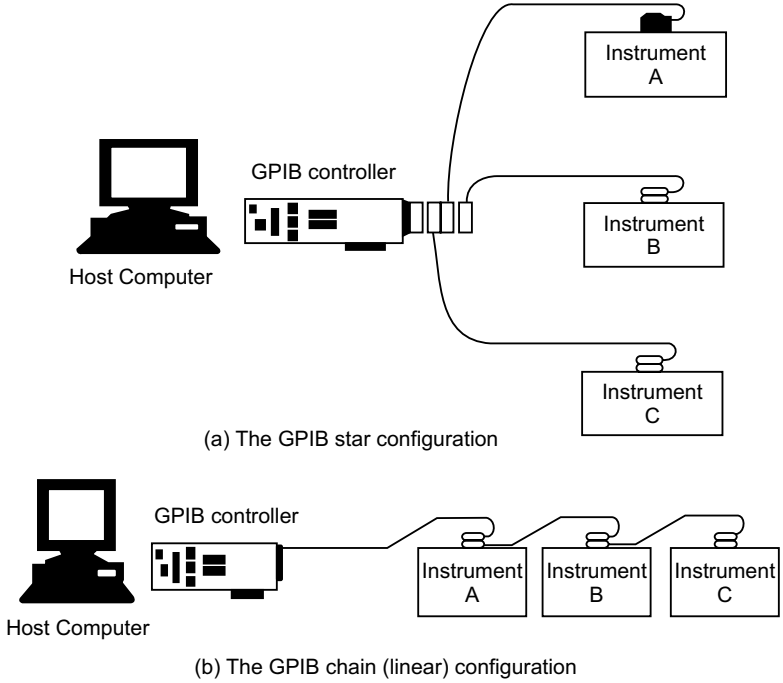 Instrument
A
GPIB controller
Instrument
B
Host Computer
Instrument
C
(a) The GPIB star configuration
GPIB controller
Instrument
A
Instrument
B
Instrument
C
Host Computer
(b) The GPIB chain (linear) configuration